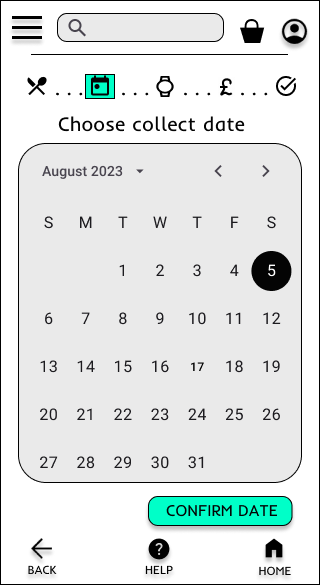 . . . . . . . . . £ . . .
Choose collect date
August 2023
S M T W T F S
1 2 3 4 5
6 7 8 9 10 11 12
13 14 15 16 17 18 19
20 21 22 23 24 25 26
27 28 29 30 31
CONFIRM DATE
BACK HELP HOME